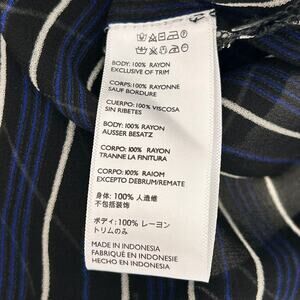 BODY: 100% RAYON
EXCLUSIVE OF TRIM
CORPS: 100% RAYONNE
SAUF BORDURE
CUERPO: 100% VISCOSA
SIN RIBETES
BODY: 100% RAYON
AUSSER BESATZ
CORPO: 100% RAYON
TRANNE LA FINITURA
CORPO: 100% RAIOM
EXCEPTO DEBRUM/REMATE
身体: 100% 人造维
不包括装饰
ボディ: 100% レーヨン
トリムのみ
MADE IN INDONESIA
FABRIQUÉ EN INDONESIE
HECHO EN INDONESIA